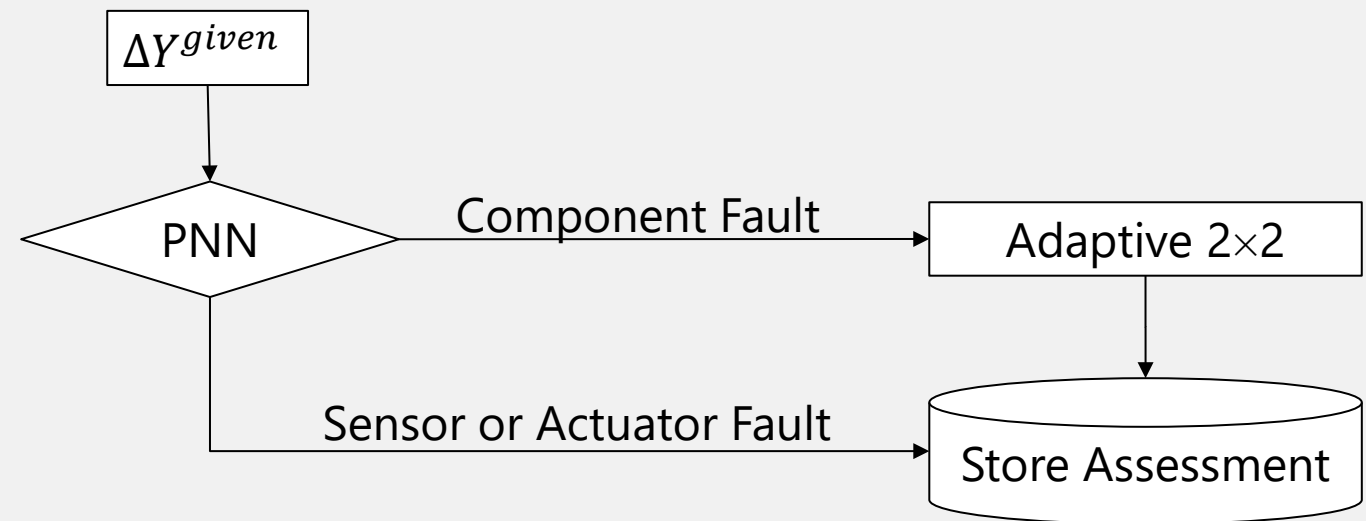 ΔY^{given}
PNN
Component Fault
Adaptive 2×2
Sensor or Actuator Fault
Store Assessment